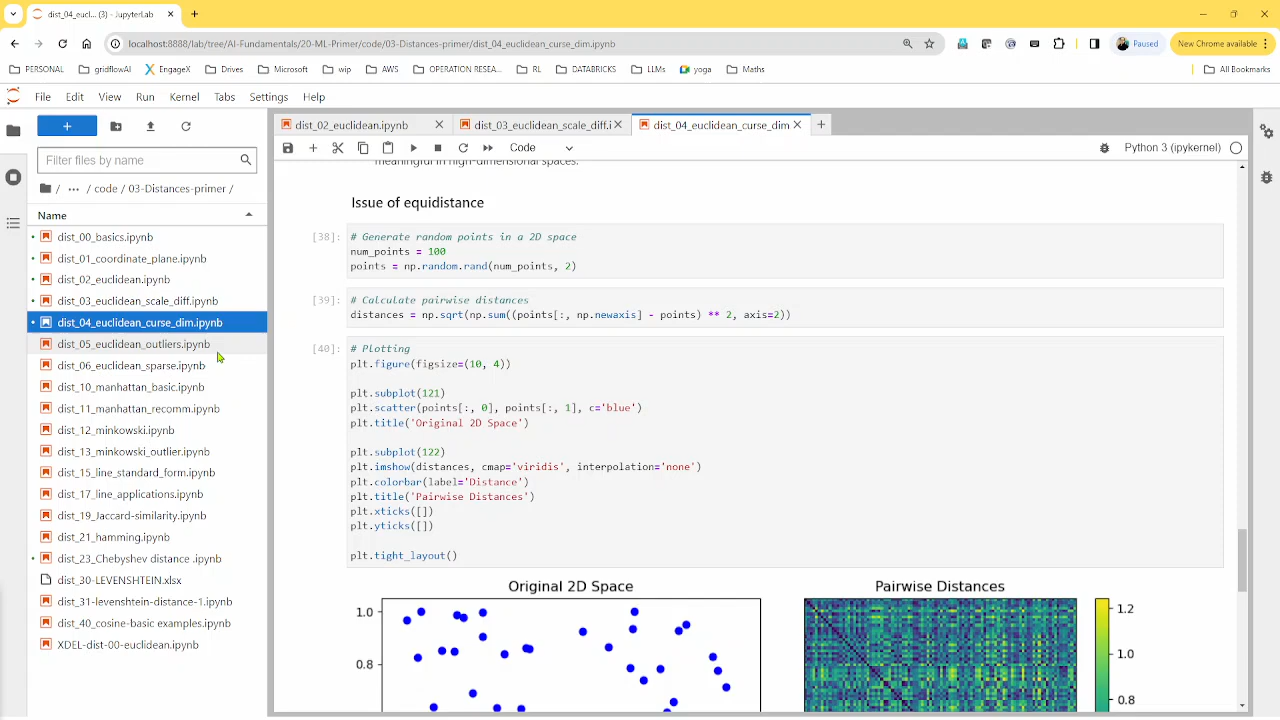 dist_04_eucl... (3) - JupyterLab
localhost:8888/lab/tree/AI-Fundamentals/20-ML-Primer/code/03-Distances-primer/dist_04_euclidean_curse_dim.ipynb
Paused
New Chrome available
PERSONAL
gridflowAI
EngageX
Drives
Microsoft
wip
AWS
OPERATION RESEA...
RL
DATABRICKS
LLMs
yoga
Maths
All Bookmarks
File Edit View Run Kernel Tabs Settings Help
Filter files by name
/ ... / code / 03-Distances-primer /
Name
dist_00_basics.ipynb
dist_01_coordinate_plane.ipynb
dist_02_euclidean.ipynb
dist_03_euclidean_scale_diff.ipynb
dist_04_euclidean_curse_dim.ipynb
dist_05_euclidean_outliers.ipynb
dist_06_euclidean_sparse.ipynb
dist_10_manhattan_basic.ipynb
dist_11_manhattan_recomm.ipynb
dist_12_minkowski.ipynb
dist_13_minkowski_outlier.ipynb
dist_15_line_standard_form.ipynb
dist_17_line_applications.ipynb
dist_19_Jaccard-similarity.ipynb
dist_21_hamming.ipynb
dist_23_Chebyshev distance .ipynb
dist_30-LEVENSHTEIN.xlsx
dist_31-levenshtein-distance-1.ipynb
dist_40_cosine-basic examples.ipynb
XDEL-dist-00-euclidean.ipynb
dist_02_euclidean.ipynb
dist_03_euclidean_scale_diff.i
dist_04_euclidean_curse_dim
Code
Python 3 (ipykernel)
meaningful in high-dimensional spaces.
Issue of equidistance
[38]:
# Generate random points in a 2D space
num_points = 100
points = np.random.rand(num_points, 2)
[39]:
# Calculate pairwise distances
distances = np.sqrt(np.sum((points[:, np.newaxis] - points) ** 2, axis=2))
[40]:
# Plotting
plt.figure(figsize=(10, 4))
plt.subplot(121)
plt.scatter(points[:, 0], points[:, 1], c='blue')
plt.title('Original 2D Space')
plt.subplot(122)
plt.imshow(distances, cmap='viridis', interpolation='none')
plt.colorbar(label='Distance')
plt.title('Pairwise Distances')
plt.xticks([])
plt.yticks([])
plt.tight_layout()
Original 2D Space
1.0
0.8
Pairwise Distances
1.2
1.0
0.8